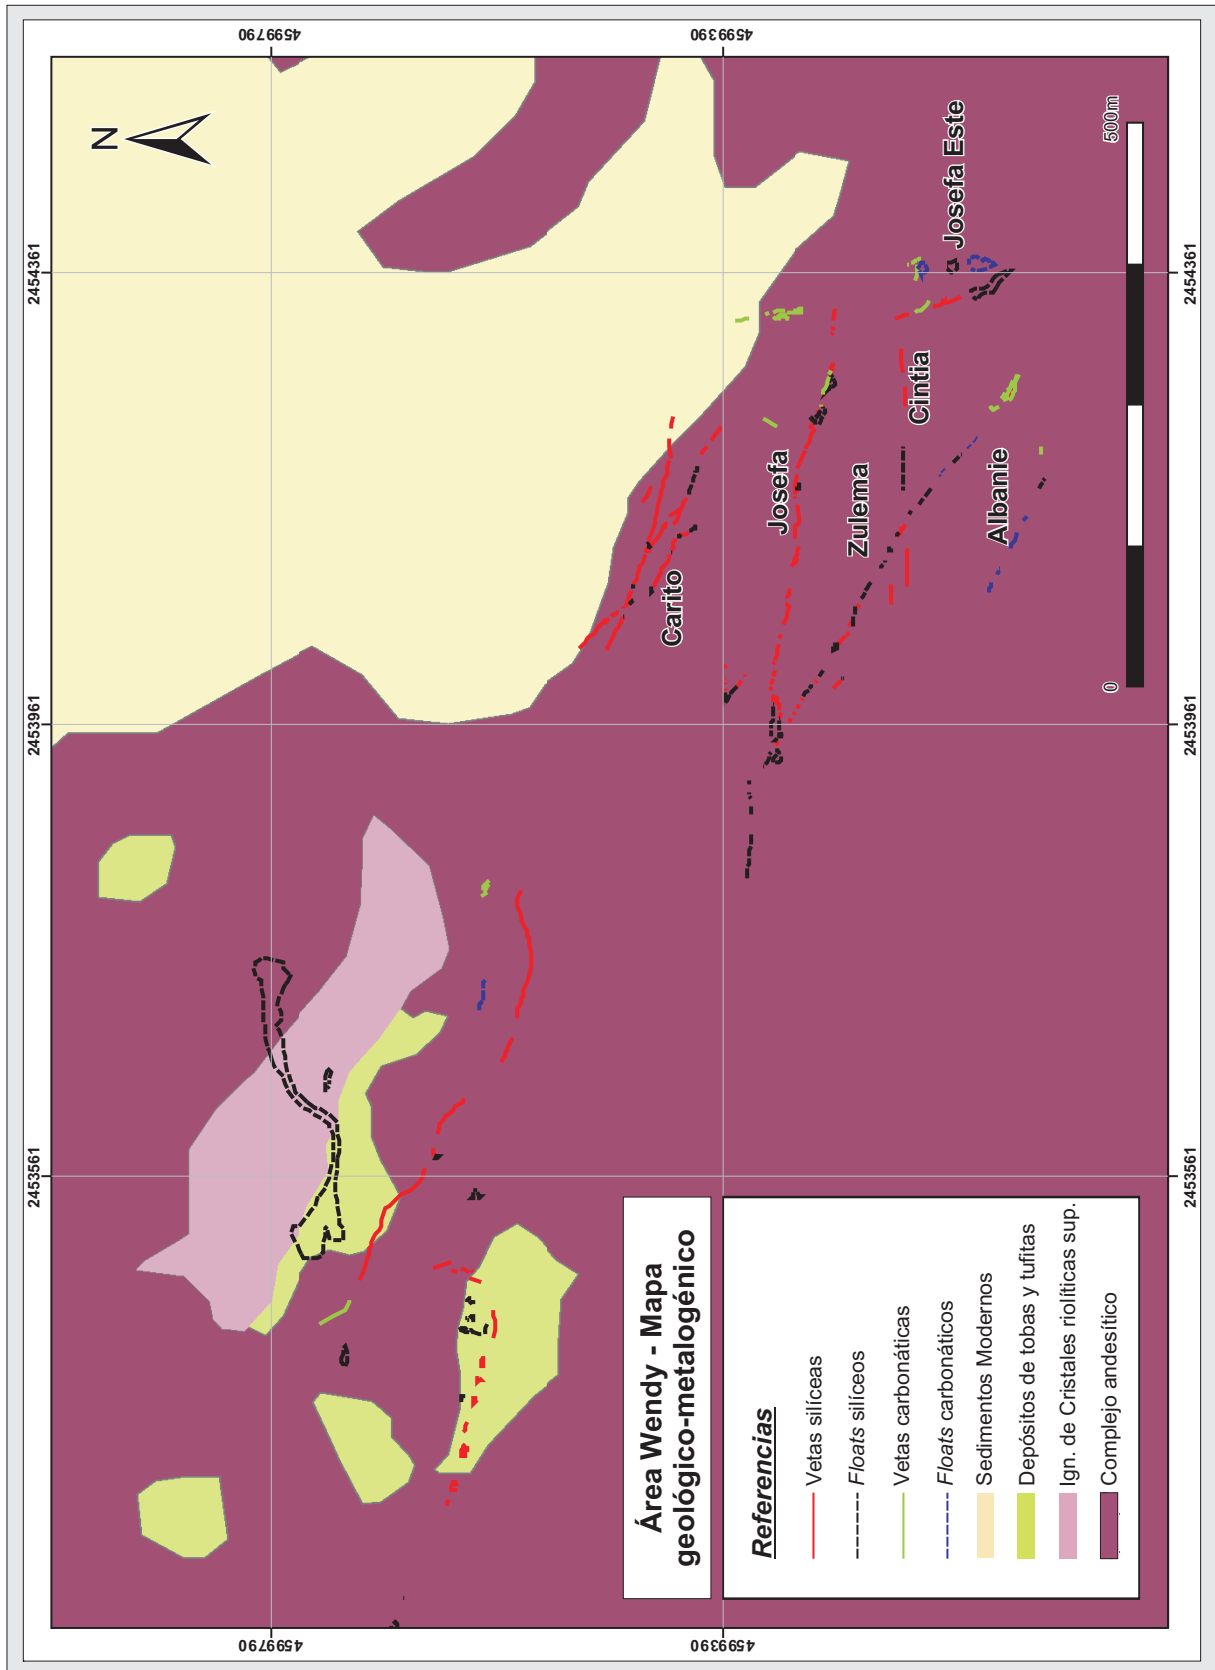 2453561
2453961
2454361
4599790
4599790
N
Carito
4599390
4599390
Josefa
Zulema
Cintia
Josefa Este
Albanie
0
500m
Área Wendy - Mapa
geológico-metalogénico
Referencias
Vetas silíceas
Floats silíceos
Vetas carbonáticas
Floats carbonáticos
Sedimentos Modernos
Depósitos de tobas y tufitas
Ign. de Cristales riolíticas sup.
Complejo andesítico
2453561
2453961
2454361